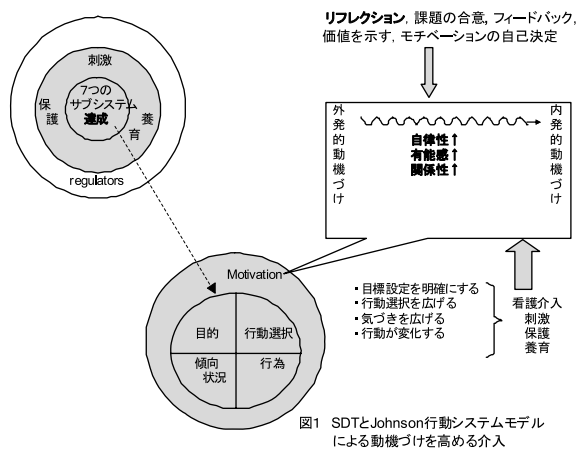 リフレクション, 課題の合意, フィードバック,
価値を示す, モチベーションの自己決定
刺激
7つの
サブシステム
達成
保護
養育
regulators
外発的動機づけ
自律性↑
有能感↑
関係性↑
内発的動機づけ
Motivation
目的
行動選択
傾向
状況
行為
・目標設定を明確にする
・行動選択を広げる
・気づきを広げる
・行動が変化する
看護介入
刺激
保護
養育
図1 SDTとJohnson行動システムモデル
による動機づけを高める介入